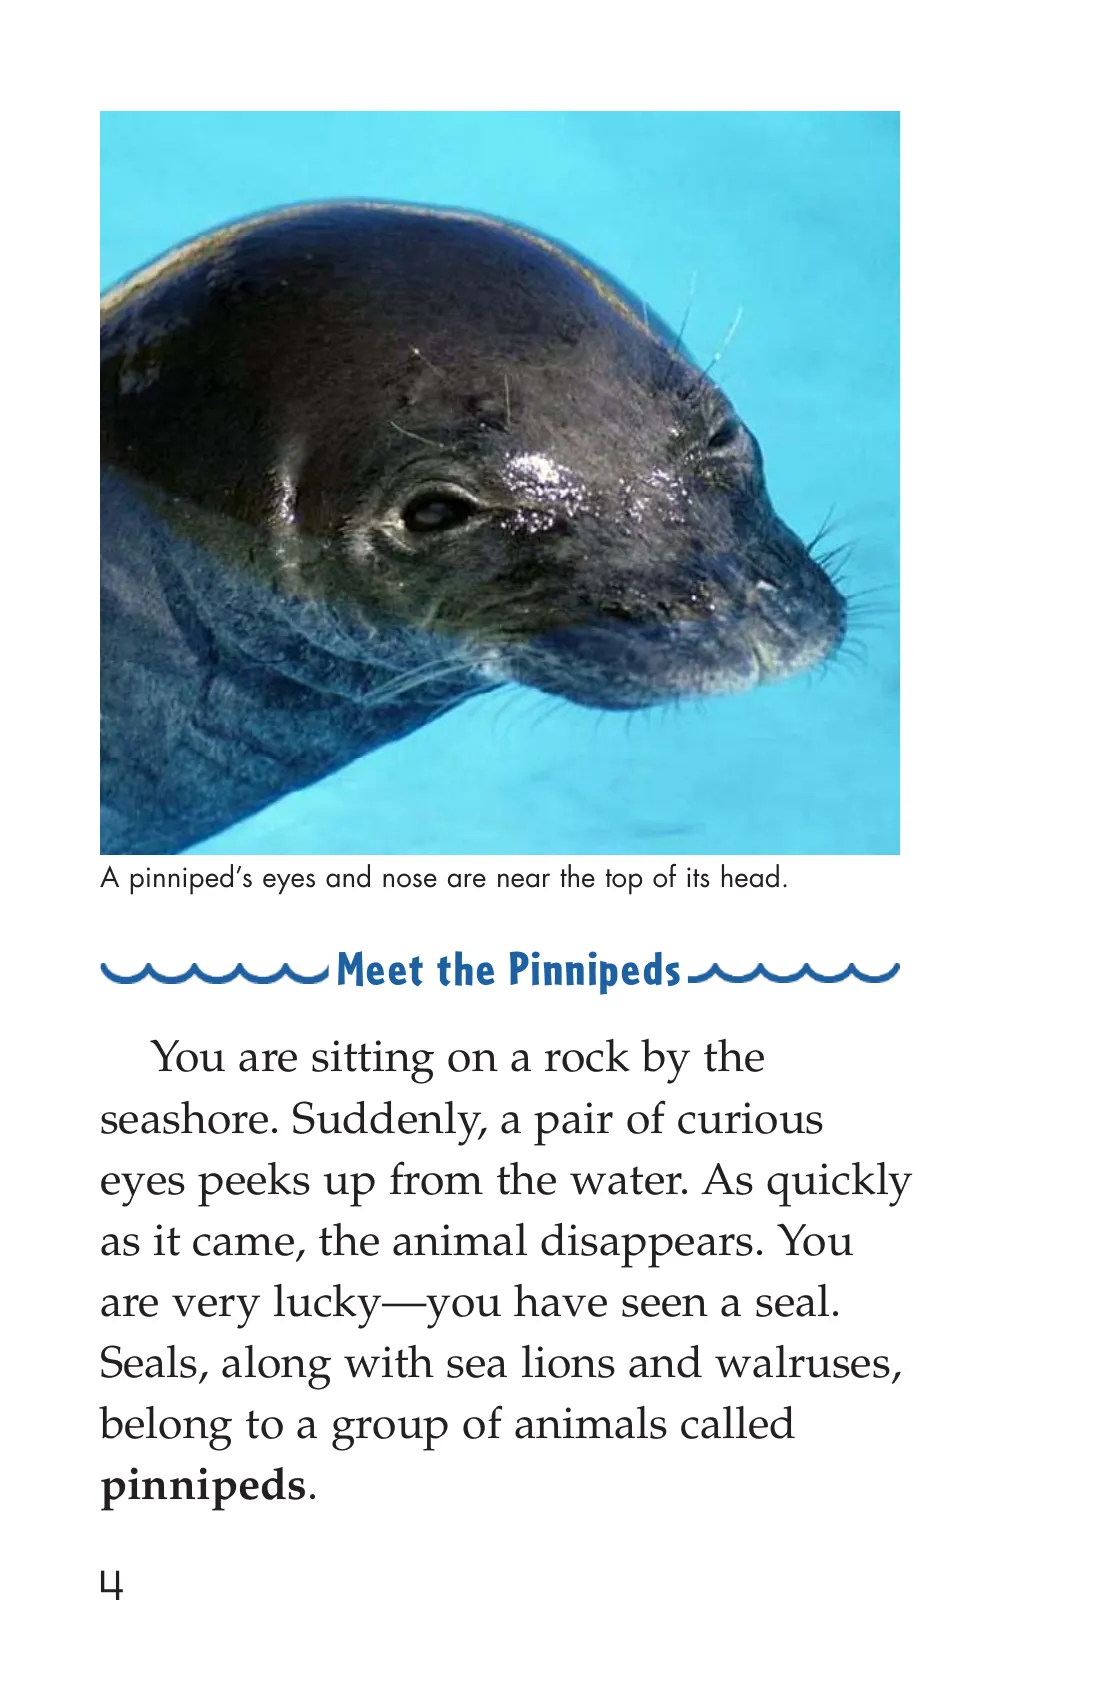 A pinniped's eyes and nose are near the top of its head.
Meet the Pinnipeds
You are sitting on a rock by the
seashore. Suddenly, a pair of curious
eyes peeks up from the water. As quickly
as it came, the animal disappears. You
are very lucky—you have seen a seal.
Seals, along with sea lions and walruses,
belong to a group of animals called
pinnipeds.
4